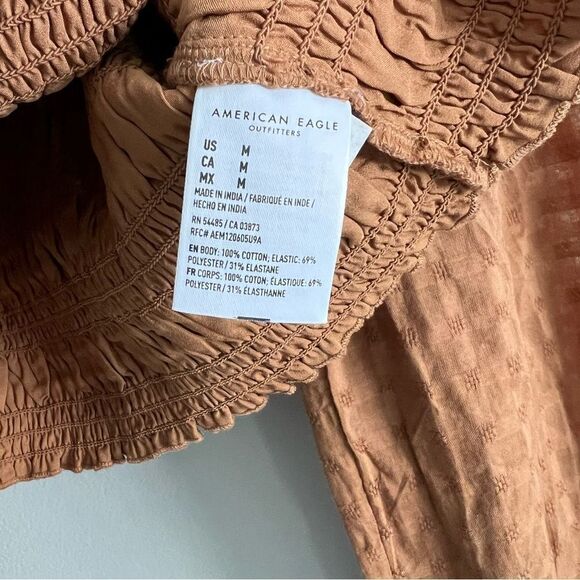 AMERICAN EAGLE
OUTFITTERS
US M
CA M
MX M
MADE IN INDIA / FABRIQUÉ EN INDE /
HECHO EN INDIA
RN 54485 / CA 03873
RFC# AEM120605U9A
EN BODY: 100% COTTON; ELASTIC: 69%
POLYESTER / 31% ELASTANE
FR CORPS: 100% COTON; ÉLASTIQUE: 69%
POLYESTER / 31% ÉLASTHANNE